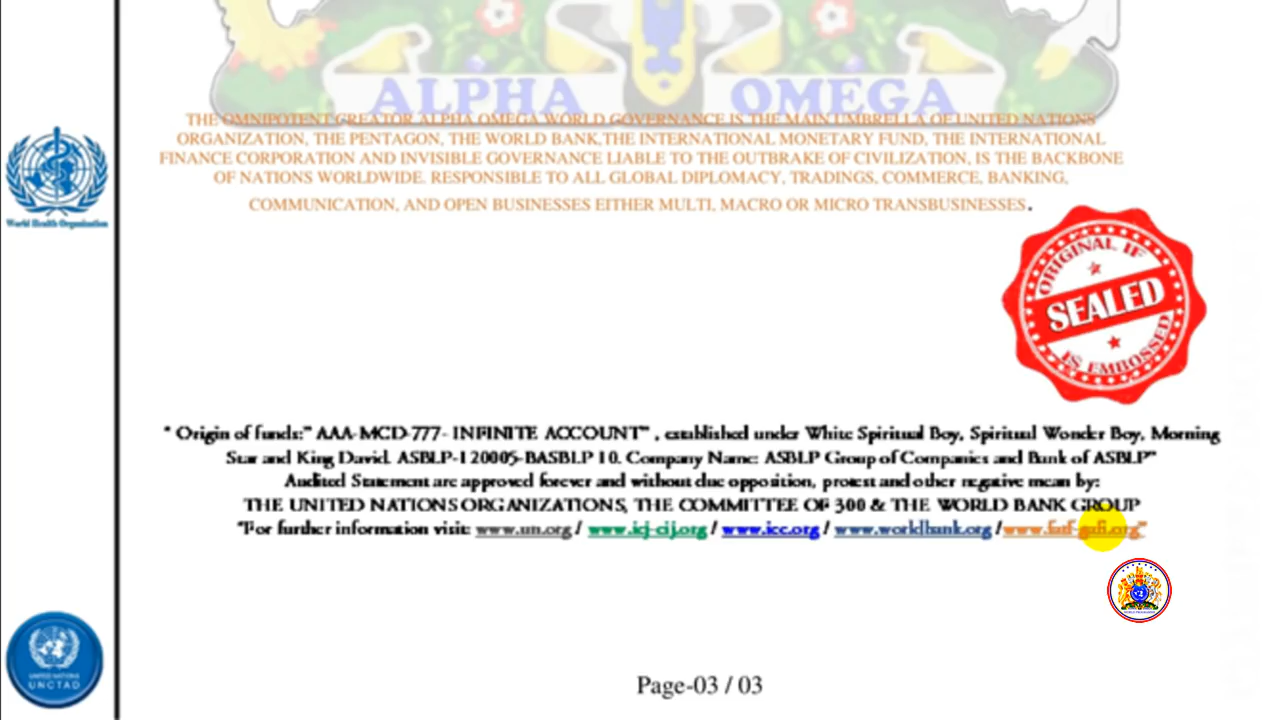 ALPHA OMEGA
THE OMNIPOTENT CREATOR ALPHA OMEGA WORLD GOVERNANCE IS THE MAIN UMBRELLA OF UNITED NATIONS
ORGANIZATION, THE PENTAGON, THE WORLD BANK,THE INTERNATIONAL MONETARY FUND, THE INTERNATIONAL
FINANCE CORPORATION AND INVISIBLE GOVERNANCE LIABLE TO THE OUTBRAKE OF CIVILIZATION, IS THE BACKBONE
OF NATIONS WORLDWIDE. RESPONSIBLE TO ALL GLOBAL DIPLOMACY, TRADINGS, COMMERCE, BANKING,
COMMUNICATION, AND OPEN BUSINESSES EITHER MULTI, MACRO OR MICRO TRANSBUSINESSES.
World Health Organization
ORIGINAL IF
SEALED
IS EMBOSSED
" Origin of funds:" AAA-MCD-777- INFINITE ACCOUNT" , established under White Spiritual Boy, Spiritual Wonder Boy, Morning
Star and King David. ASBLP-120005-BASBLP 10. Company Name: ASBLP Group of Companies and Bank of ASBLP"
Audited Statement are approved forever and without due opposition, protest and other negative mean by:
THE UNITED NATIONS ORGANIZATIONS, THE COMMITTEE OF 300 & THE WORLD BANK GROUP
"For further information visit: www.un.org / www.icj-cij.org / www.icc.org / www.worldbank.org /www.fatf-gafi.org"
UNITED NATIONS
UNCTAD
Page-03 / 03